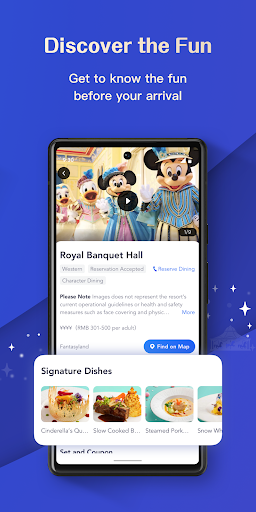 Discover the Fun
Get to know the fun
before your arrival
1/9
Royal Banquet Hall
Western
Reservation Accepted
Reserve Dining
Character Dining
Please Note Images does not represent the resort's
current operational guidelines or health and safety
measures such as face covering and physic... More
¥¥¥¥ (RMB 301-500 per adult)
Fantasyland
Find on Map
Signature Dishes
Cinderella's Qu...
Slow Cooked B...
Steamed Pork...
Snow Wh
Set and Coupon